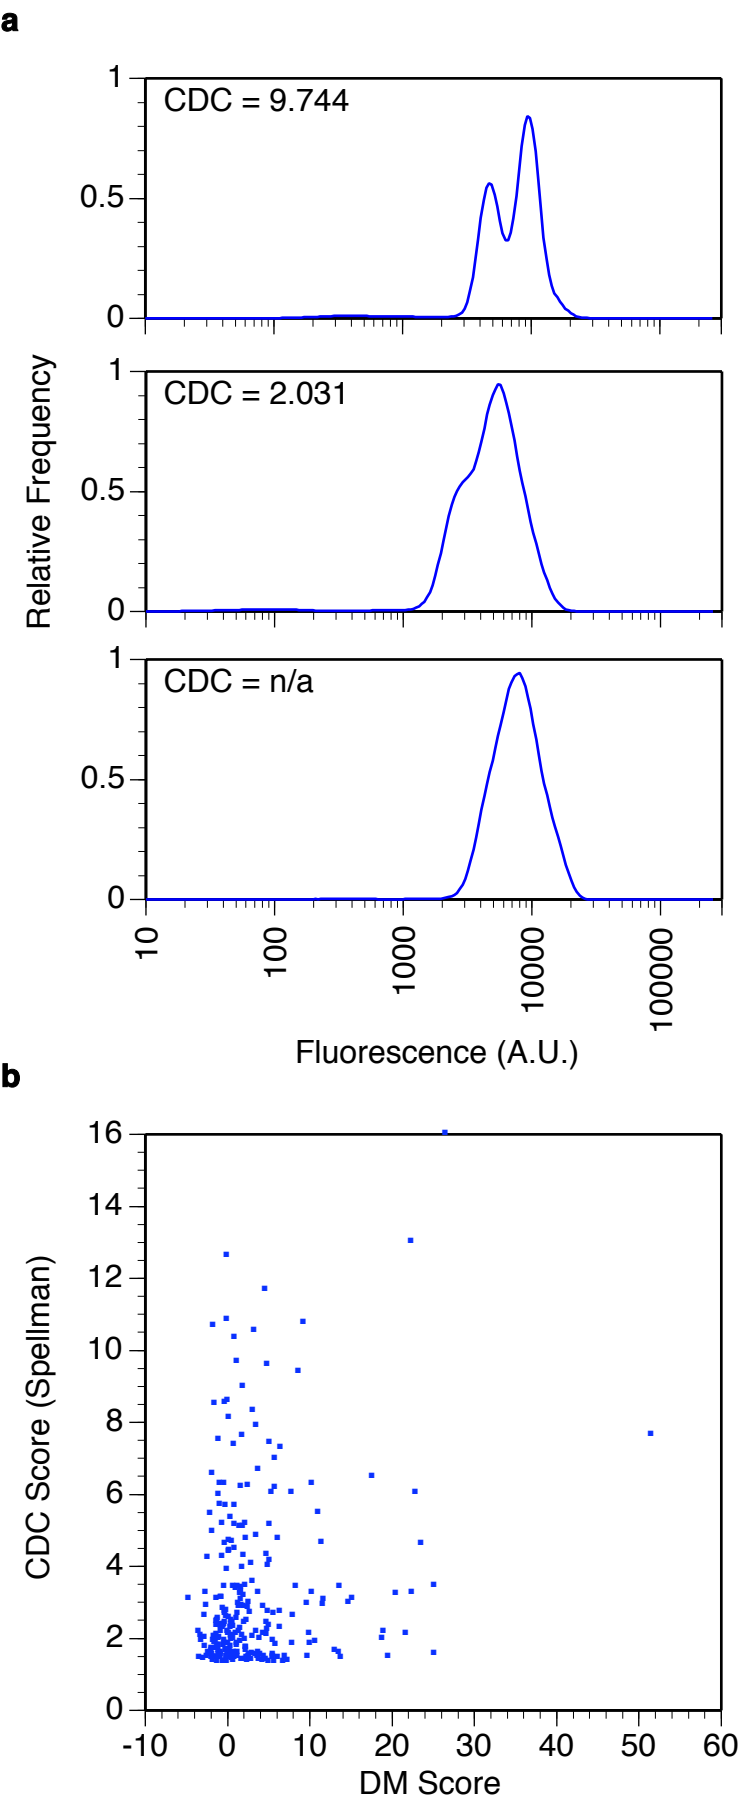 a
1
CDC = 9.744
0.5
0
1
CDC = 2.031
0.5
0
Relative Frequency
1
CDC = n/a
0.5
0
10 100 1000 10000 100000
Fluorescence (A.U.)
b
16
14
12
10
8
6
4
2
0
CDC Score (Spellman)
-10 0 10 20 30 40 50 60
DM Score